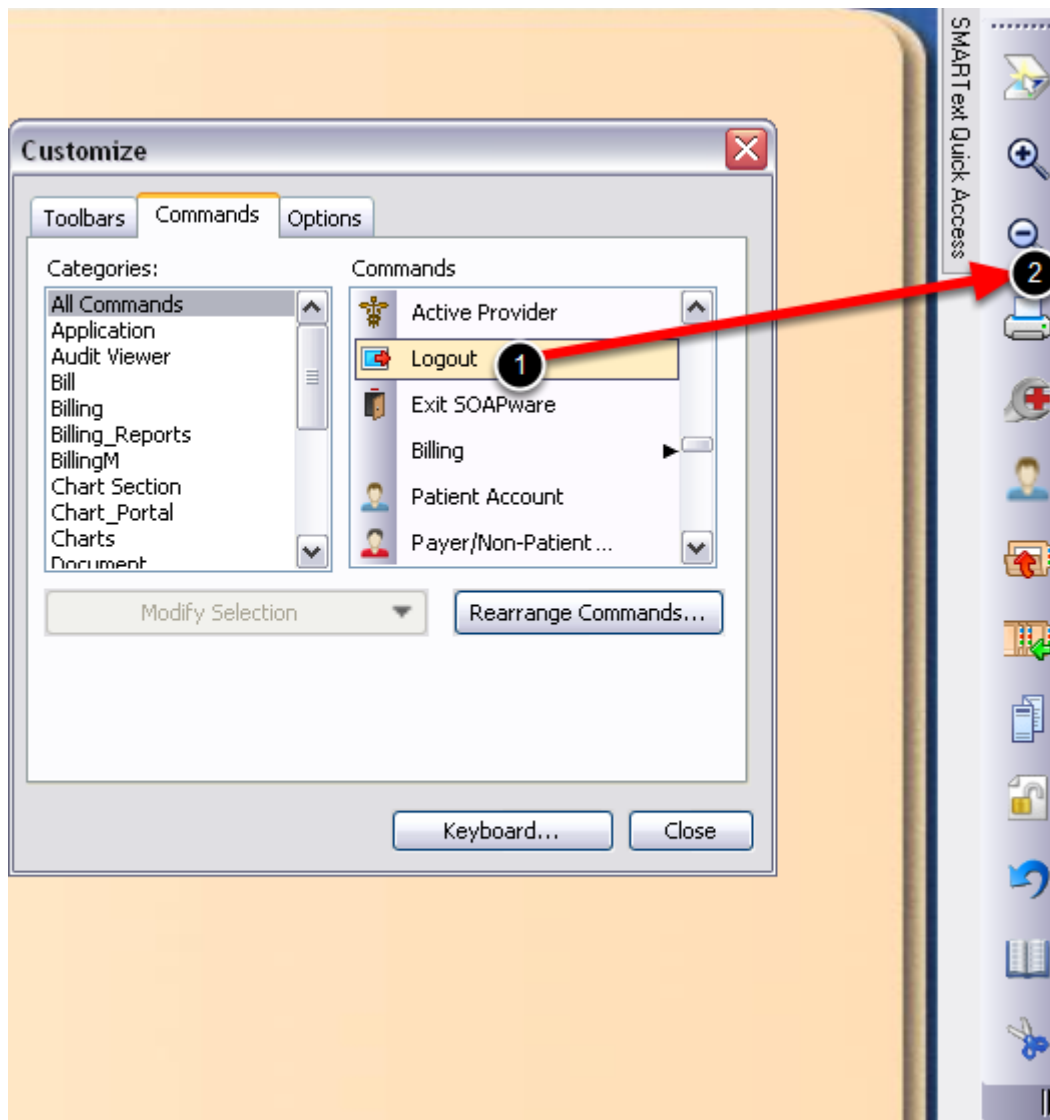 SMARText Quick Access
Customize
Toolbars
Commands
Options
Categories:
All Commands
Application
Audit Viewer
Bill
Billing
Billing_Reports
BillingM
Chart Section
Chart_Portal
Charts
Document
Commands
Active Provider
Logout
1
Exit SOAPware
Billing
Patient Account
Payer/Non-Patient ...
2
Modify Selection
Rearrange Commands...
Keyboard...
Close